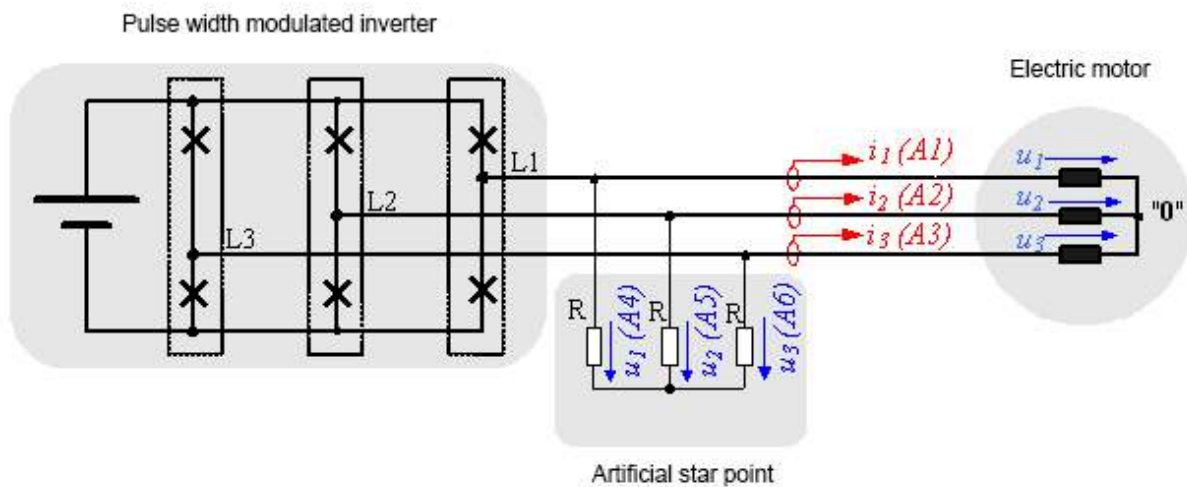 Pulse width modulated inverter
Electric motor
L1
L2
L3
i1 (A1)
i2 (A2)
i3 (A3)
u1
u2
u3
"0"
R
R
R
u1 (A4)
u2 (A5)
u3 (A6)
Artificial star point